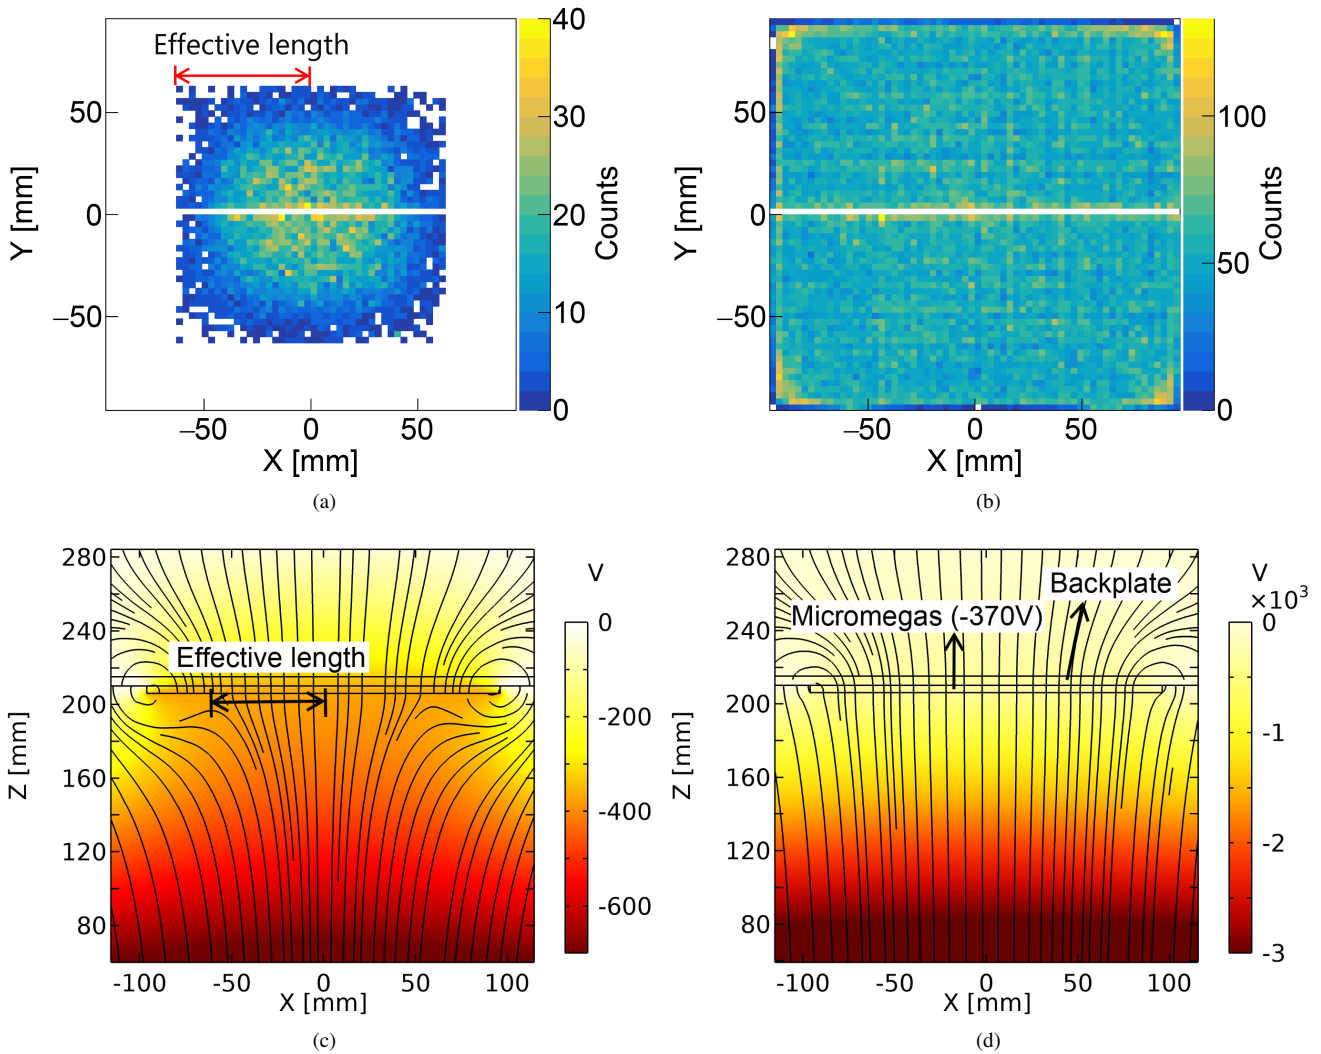 Effective length
50
0
−50
Y [mm]
−50 0 50
X [mm]
40
30
20
10
0
Counts
(a)
50
0
−50
Y [mm]
−50 0 50
X [mm]
100
50
0
Counts
(b)
280
240
200
160
120
80
Z [mm]
Effective length
-100 -50 0 50 100
X [mm]
V
0
-200
-400
-600
(c)
280
240
200
160
120
80
Z [mm]
Backplate
Micromegas (-370V)
-100 -50 0 50 100
X [mm]
V
×10³
0
-1
-2
-3
(d)